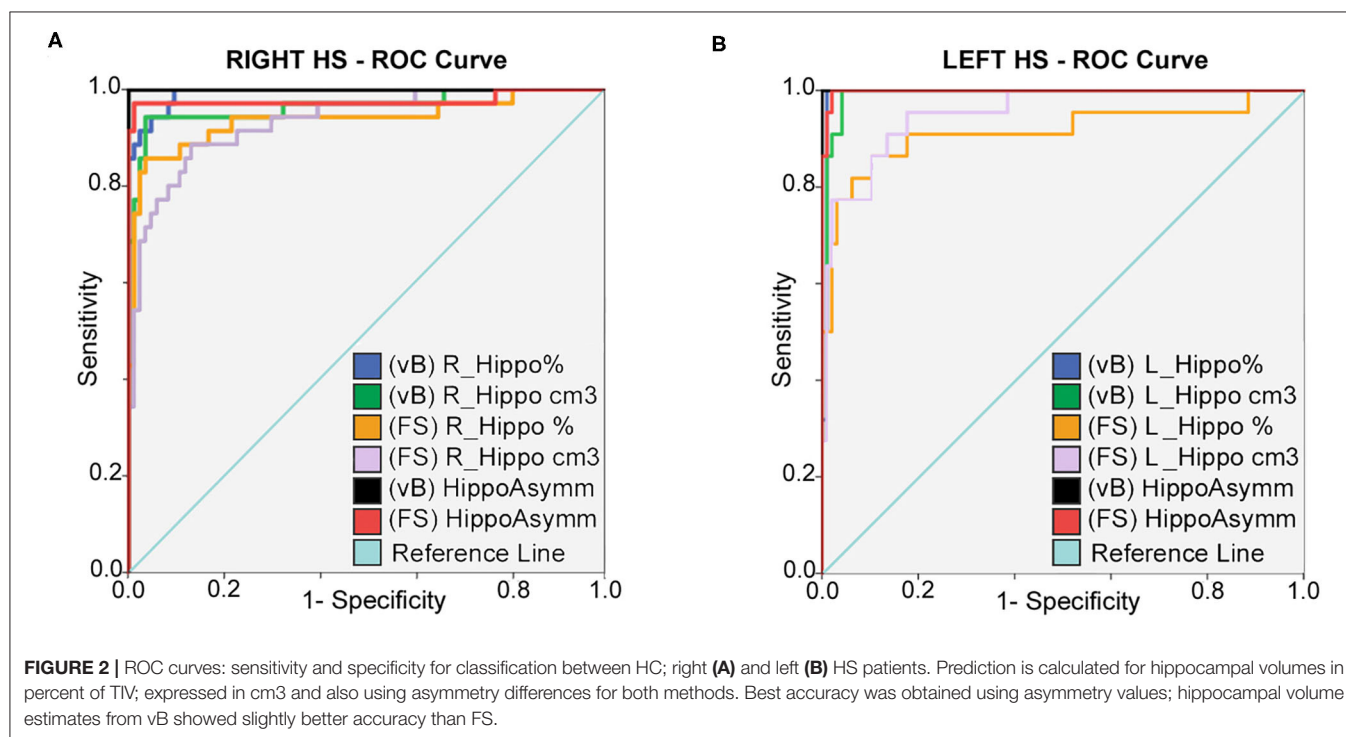 A
RIGHT HS - ROC Curve
1.0
0.8
0.2
0.0
Sensitivity
0.0 0.2 0.8 1.0
1- Specificity
(vB) R_Hippo%
(vB) R_Hippo cm3
(FS) R_Hippo %
(FS) R_Hippo cm3
(vB) HippoAsymm
(FS) HippoAsymm
Reference Line
B
LEFT HS - ROC Curve
1.0
0.8
0.2
0.0
Sensitivity
0.0 0.2 0.8 1.0
1- Specificity
(vB) L_Hippo%
(vB) L_Hippo cm3
(FS) L_Hippo %
(FS) L_Hippo cm3
(vB) HippoAsymm
(FS) HippoAsymm
Reference Line
FIGURE 2 | ROC curves: sensitivity and specificity for classification between HC; right (A) and left (B) HS patients. Prediction is calculated for hippocampal volumes in
percent of TIV; expressed in cm3 and also using asymmetry differences for both methods. Best accuracy was obtained using asymmetry values; hippocampal volume
estimates from vB showed slightly better accuracy than FS.